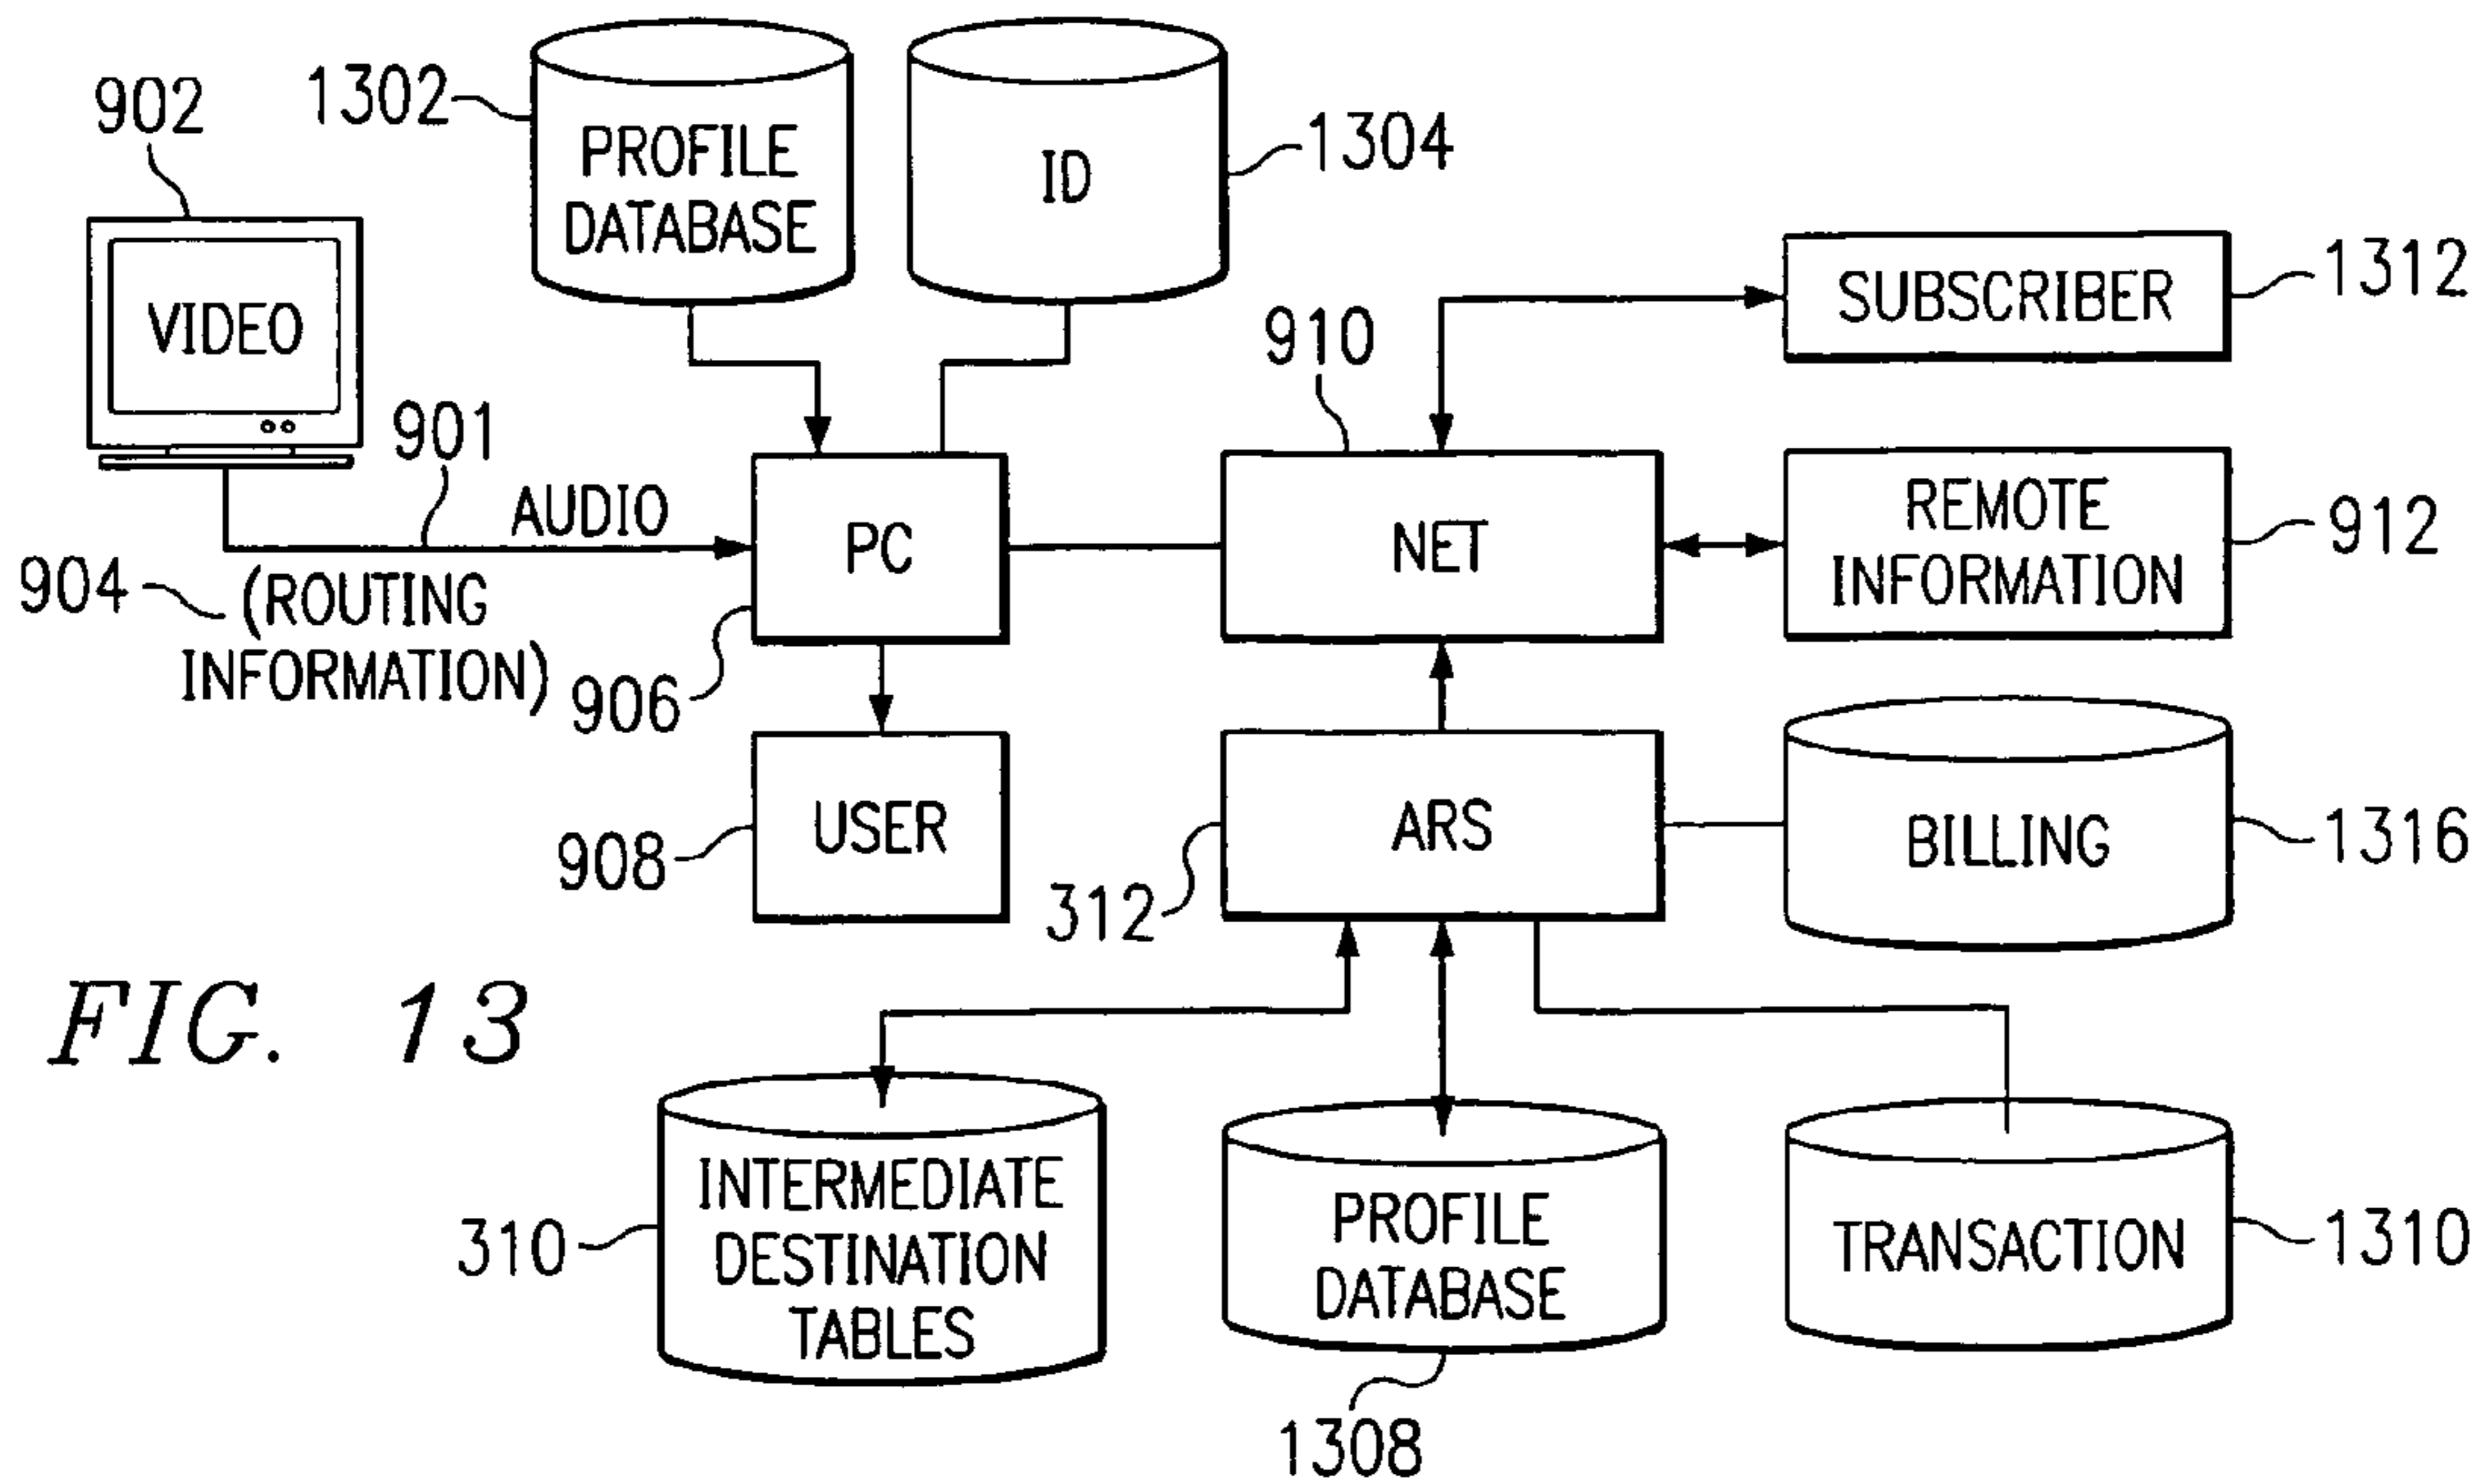 902
1302
PROFILE
DATABASE
ID
1304
VIDEO
901
AUDIO
904
(ROUTING
INFORMATION)
PC
906
910
NET
SUBSCRIBER
1312
REMOTE
INFORMATION
912
USER
908
ARS
312
BILLING
1316
FIG. 13
310
INTERMEDIATE
DESTINATION
TABLES
PROFILE
DATABASE
1308
TRANSACTION
1310